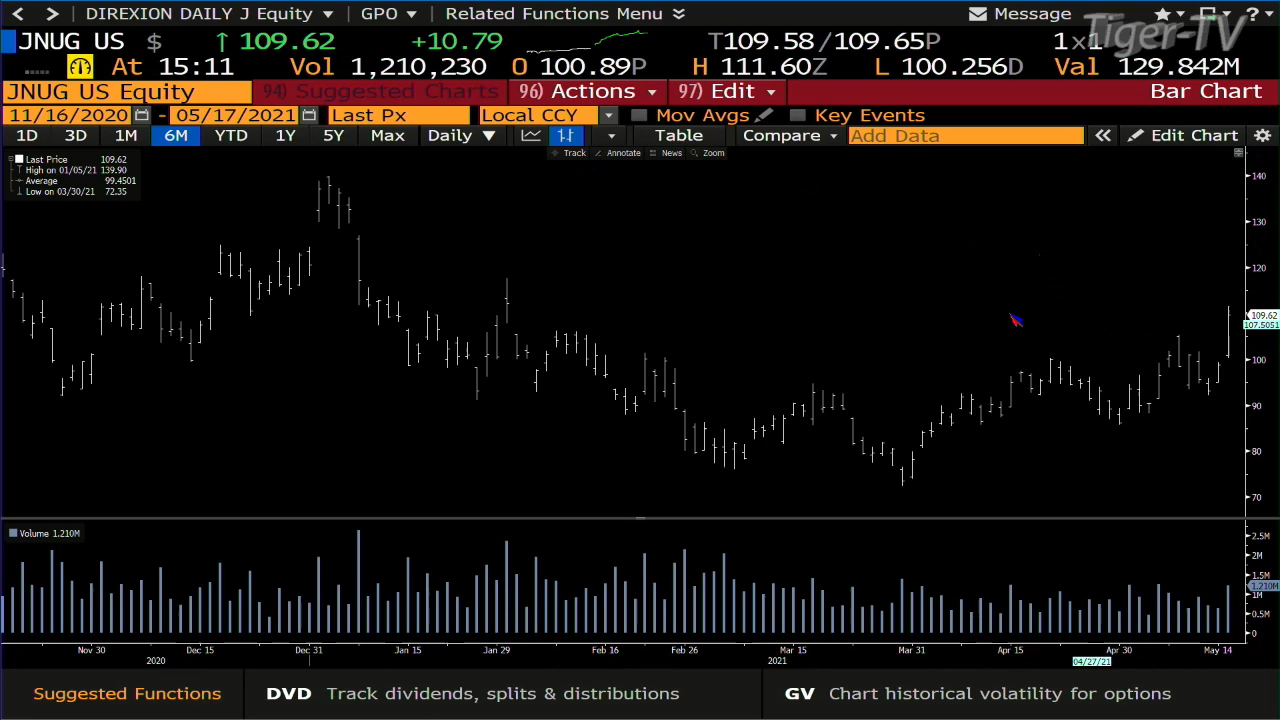 < > DIREXION DAILY J Equity ▼ GPO ▼ Related Functions Menu Message ?
Tiger-TV
JNUG US $ ↑ 109.62 +10.79 T109.58/109.65P 1x1
At 15:11 Vol 1,210,230 O 100.89P H 111.60Z L 100.256D Val 129.842M
JNUG US Equity 94) Suggested Charts 96) Actions 97) Edit Bar Chart
11/16/2020 - 05/17/2021 Last Px Local CCY Mov Avgs Key Events
1D 3D 1M 6M YTD 1Y 5Y Max Daily ▼ Table Compare Add Data « Edit Chart
Track Annotate News Zoom
Last Price 109.62
High on 01/05/21 139.90
Average 99.4501
Low on 03/30/21 72.35
140
130
120
109.62
107.5051
100
90
80
70
Volume 1.210M
2.5M
2M
1.5M
1.210M
1M
0.5M
0
Nov 30 Dec 15 Dec 31 Jan 15 Jan 29 Feb 16 Feb 26 Mar 15 Mar 31 Apr 15 Apr 30 May 14
2020 2021 04/27/21
Suggested Functions DVD Track dividends, splits & distributions GV Chart historical volatility for options